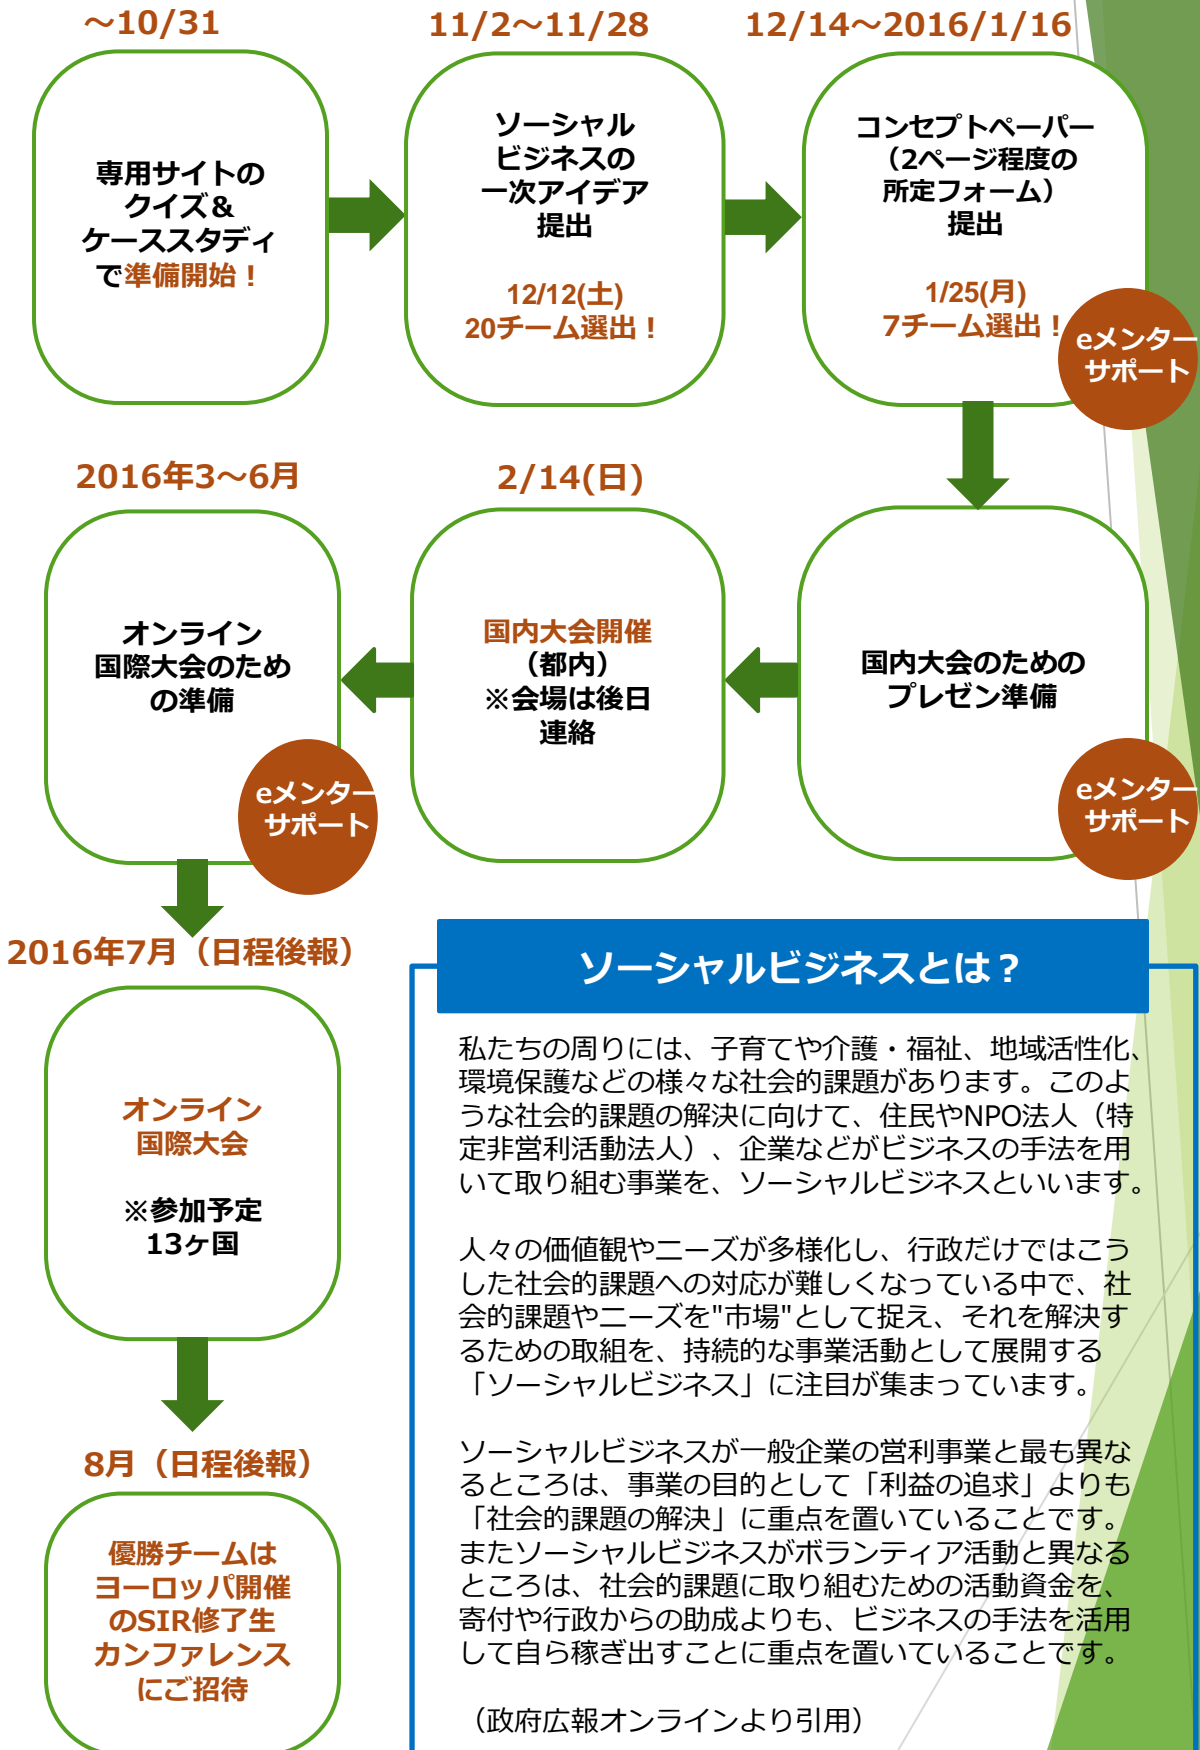 ～10/31
専用サイトの
クイズ＆
ケーススタディ
で準備開始！
11/2～11/28
ソーシャル
ビジネスの
一次アイデア
提出
12/12(土)
20チーム選出！
12/14～2016/1/16
コンセプトペーパー
（2ページ程度の
所定フォーム）
提出
1/25(月)
7チーム選出！
eメンター
サポート
国内大会のための
プレゼン準備
eメンター
サポート
2/14(日)
国内大会開催
（都内）
※会場は後日
連絡
2016年3～6月
オンライン
国際大会のため
の準備
eメンター
サポート
2016年7月（日程後報）
オンライン
国際大会
※参加予定
13ヶ国
8月（日程後報）
優勝チームは
ヨーロッパ開催
のSIR修了生
カンファレンス
にご招待
ソーシャルビジネスとは？
私たちの周りには、子育てや介護・福祉、地域活性化、
環境保護などの様々な社会的課題があります。このよ
うな社会的課題の解決に向けて、住民やNPO法人（特
定非営利活動法人）、企業などがビジネスの手法を用
いて取り組む事業を、ソーシャルビジネスといいます。
人々の価値観やニーズが多様化し、行政だけではこう
した社会的課題への対応が難しくなっている中で、社
会的課題やニーズを"市場"として捉え、それを解決す
るための取組を、持続的な事業活動として展開する
「ソーシャルビジネス」に注目が集まっています。
ソーシャルビジネスが一般企業の営利事業と最も異な
るところは、事業の目的として「利益の追求」よりも
「社会的課題の解決」に重点を置いていることです。
またソーシャルビジネスがボランティア活動と異なる
ところは、社会的課題に取り組むための活動資金を、
寄付や行政からの助成よりも、ビジネスの手法を活用
して自ら稼ぎ出すことに重点を置いていることです。
（政府広報オンラインより引用）